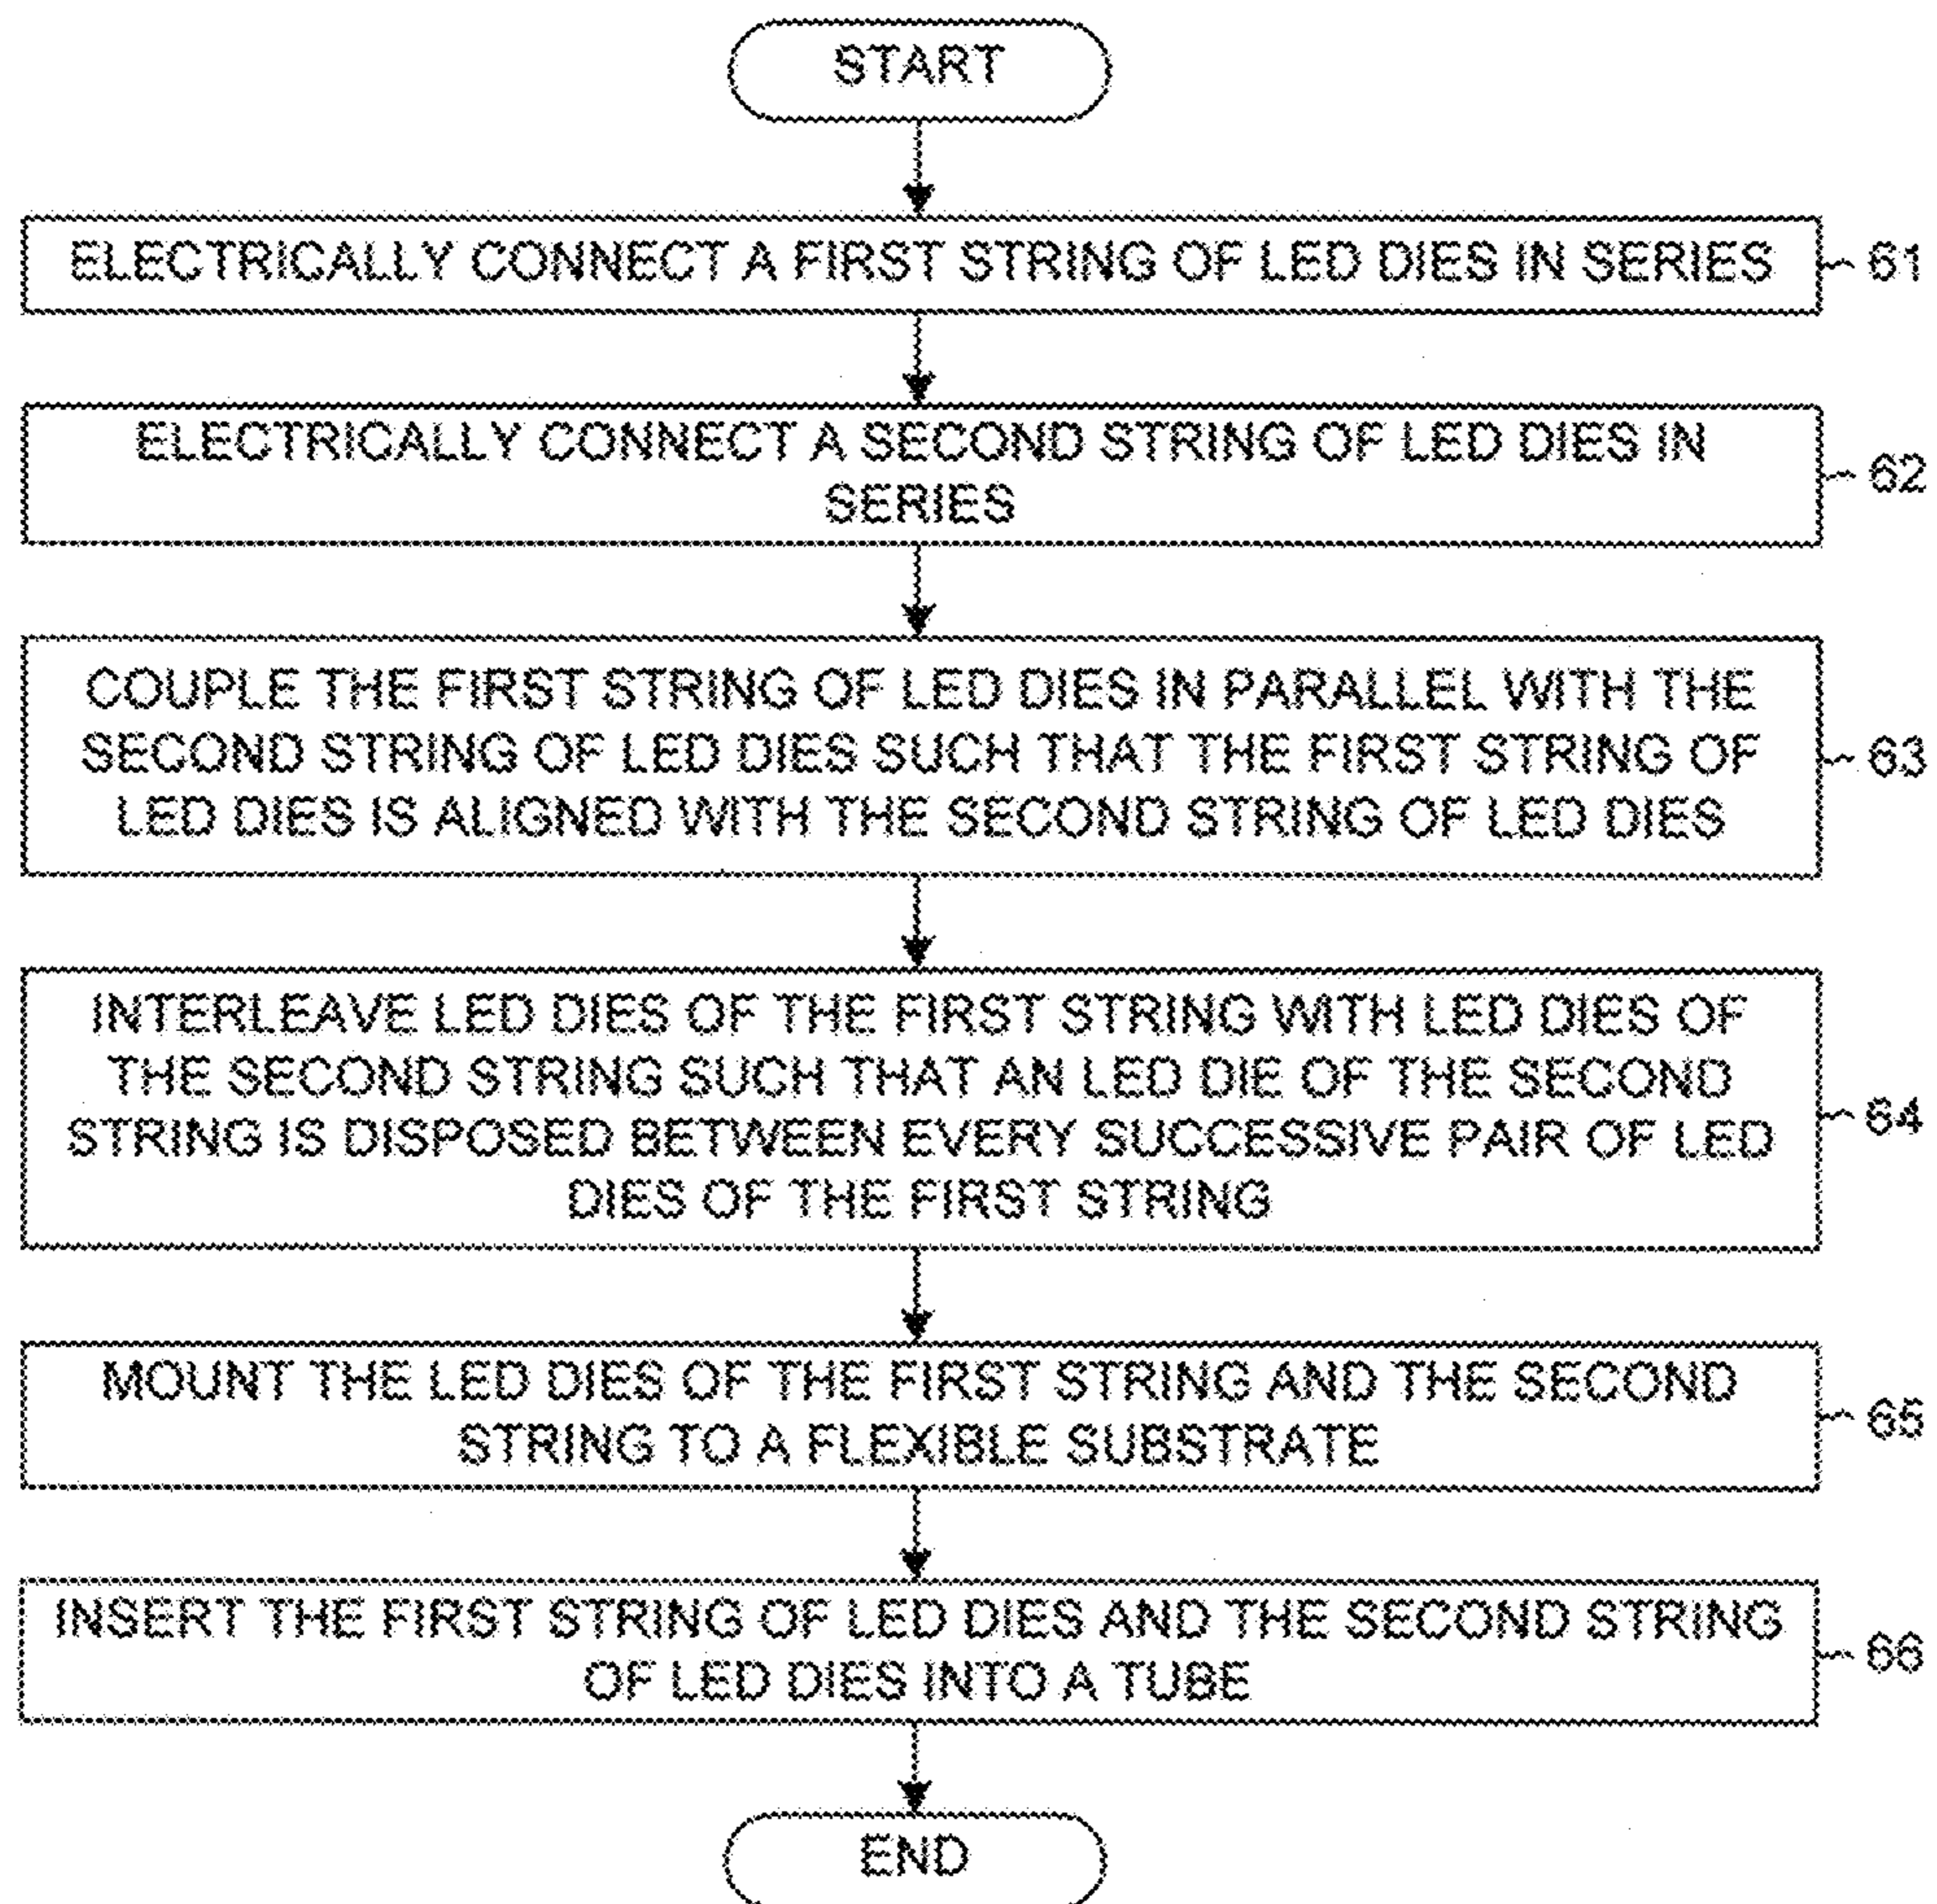 START
ELECTRICALLY CONNECT A FIRST STRING OF LED DIES IN SERIES
61
ELECTRICALLY CONNECT A SECOND STRING OF LED DIES IN
SERIES
62
COUPLE THE FIRST STRING OF LED DIES IN PARALLEL WITH THE
SECOND STRING OF LED DIES SUCH THAT THE FIRST STRING OF
LED DIES IS ALIGNED WITH THE SECOND STRING OF LED DIES
63
INTERLEAVE LED DIES OF THE FIRST STRING WITH LED DIES OF
THE SECOND STRING SUCH THAT AN LED DIE OF THE SECOND
STRING IS DISPOSED BETWEEN EVERY SUCCESSIVE PAIR OF LED
DIES OF THE FIRST STRING
64
MOUNT THE LED DIES OF THE FIRST STRING AND THE SECOND
STRING TO A FLEXIBLE SUBSTRATE
65
INSERT THE FIRST STRING OF LED DIES AND THE SECOND STRING
OF LED DIES INTO A TUBE
66
END